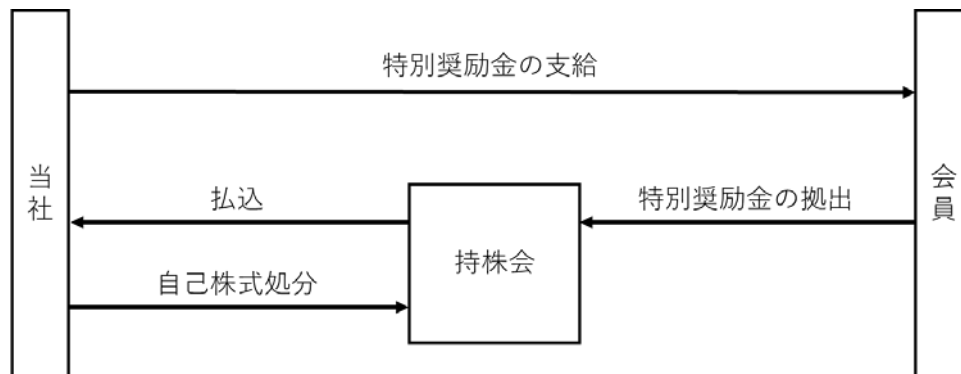 特別奨励金の支給
当社
払込
特別奨励金の拠出
会員
持株会
自己株式処分